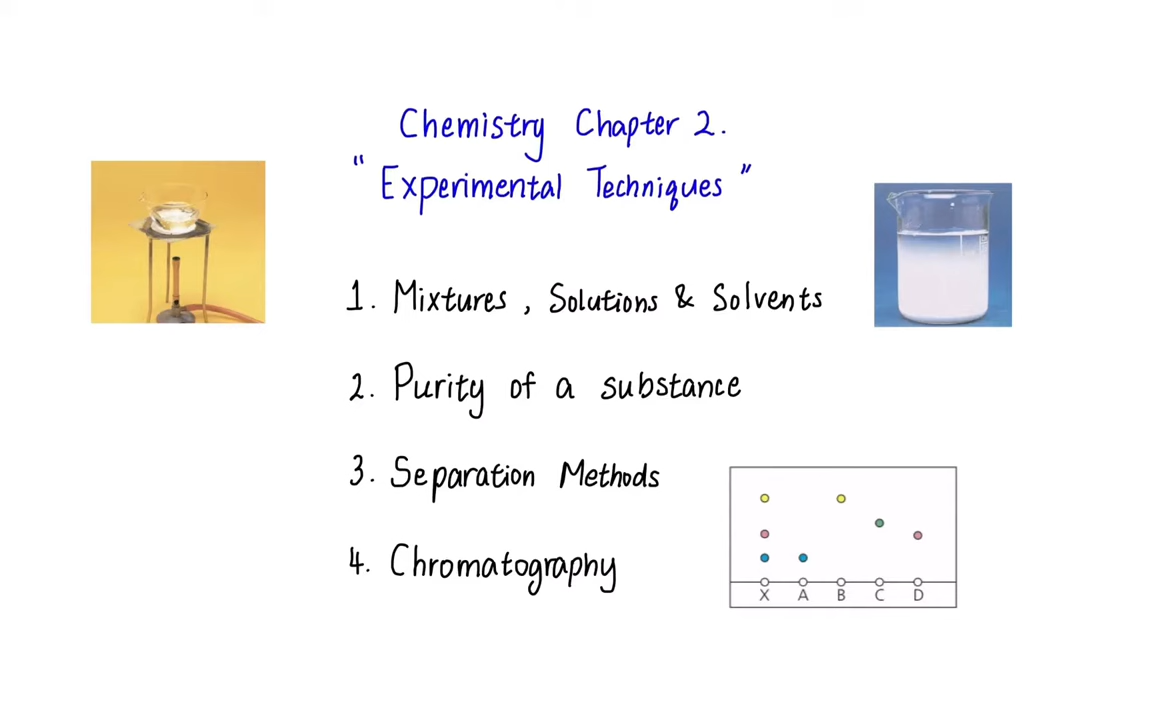 Chemistry Chapter 2.
" Experimental Techniques "
1. Mixtures, Solutions & Solvents
2. Purity of a substance
3. Separation Methods
4. Chromatography
X A B C D